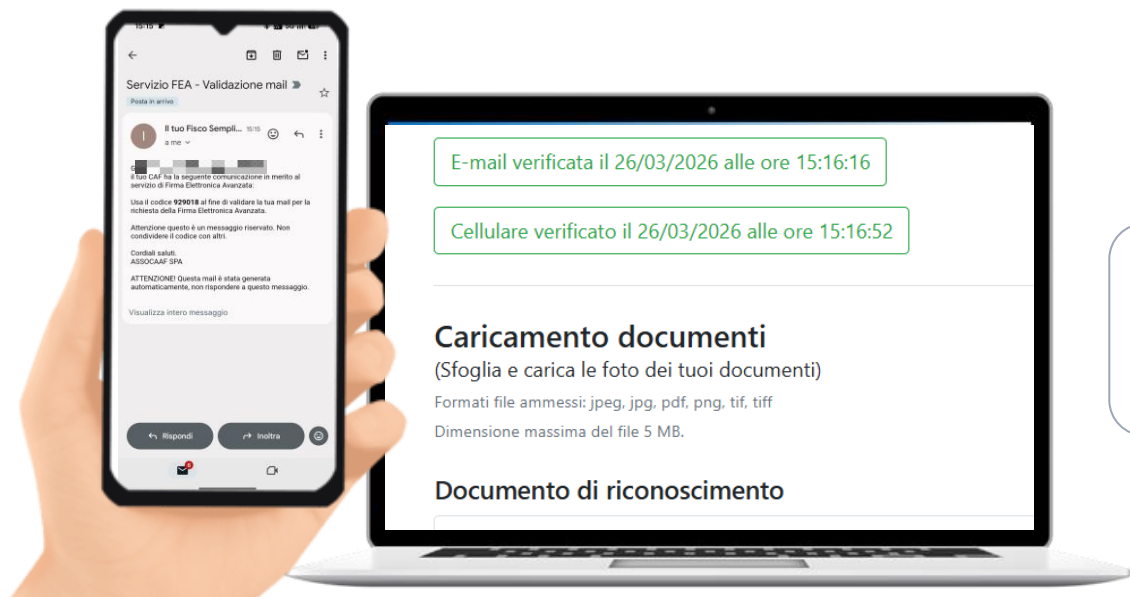 15:15
Servizio FEA - Validazione mail
Posta in arrivo
I
Il tuo Fisco Sempli... 15:15
a me
il tuo CAF ha la seguente comunicazione in merito al
servizio di Firma Elettronica Avanzata:
Usa il codice 929018 al fine di validare la tua mail per la
richiesta della Firma Elettronica Avanzata.
Attenzione questo è un messaggio riservato. Non
condividere il codice con altri.
Cordiali saluti.
ASSOCAAF SPA
ATTENZIONE! Questa mail è stata generata
automaticamente, non rispondere a questo messaggio.
Visualizza intero messaggio
Rispondi
Inoltra
E-mail verificata il 26/03/2026 alle ore 15:16:16
Cellulare verificato il 26/03/2026 alle ore 15:16:52
Caricamento documenti
(Sfoglia e carica le foto dei tuoi documenti)
Formati file ammessi: jpeg, jpg, pdf, png, tif, tiff
Dimensione massima del file 5 MB.
Documento di riconoscimento